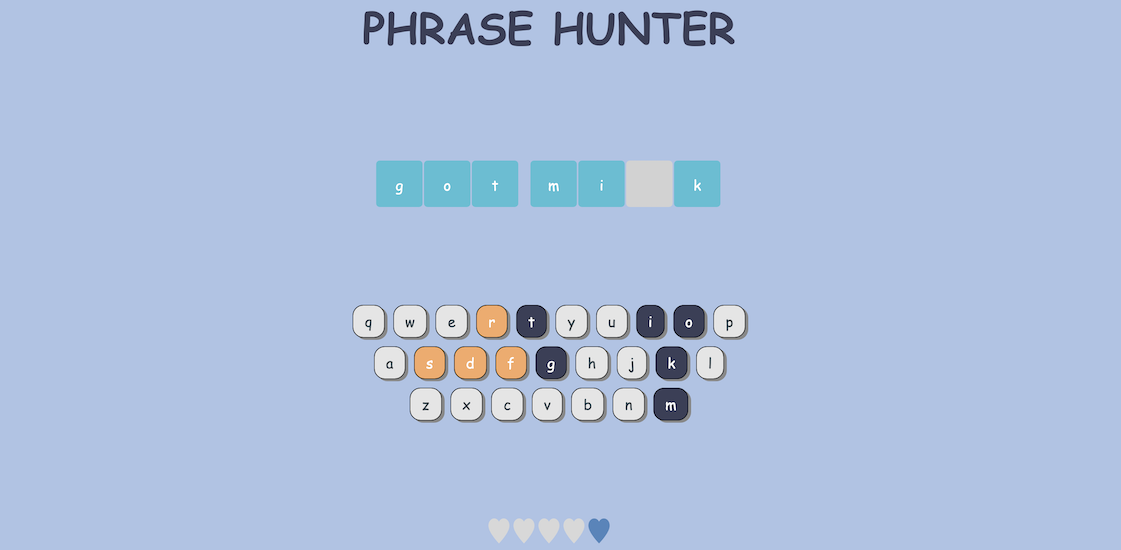 PHRASE HUNTER
g o t m i k
q w e r t y u i o p
a s d f g h j k l
z x c v b n m